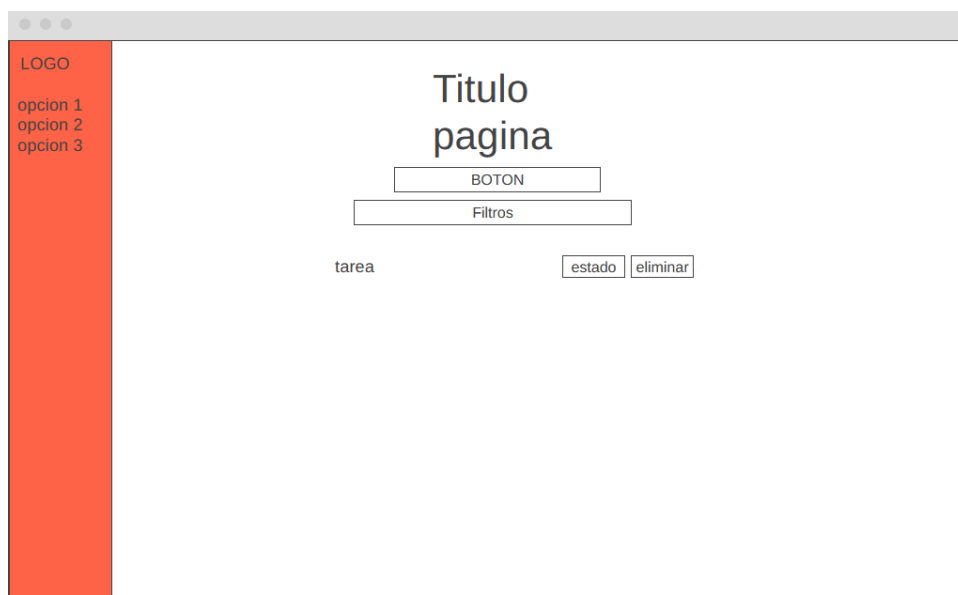 LOGO
opcion 1
opcion 2
opcion 3
Titulo
pagina
BOTON
Filtros
tarea
estado
eliminar